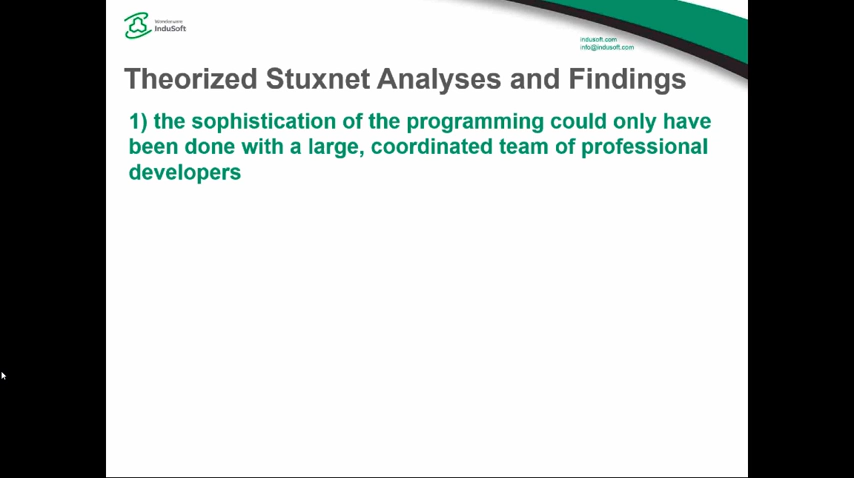 Wonderware
InduSoft
indusoft.com
info@indusoft.com
Theorized Stuxnet Analyses and Findings
1) the sophistication of the programming could only have
been done with a large, coordinated team of professional
developers